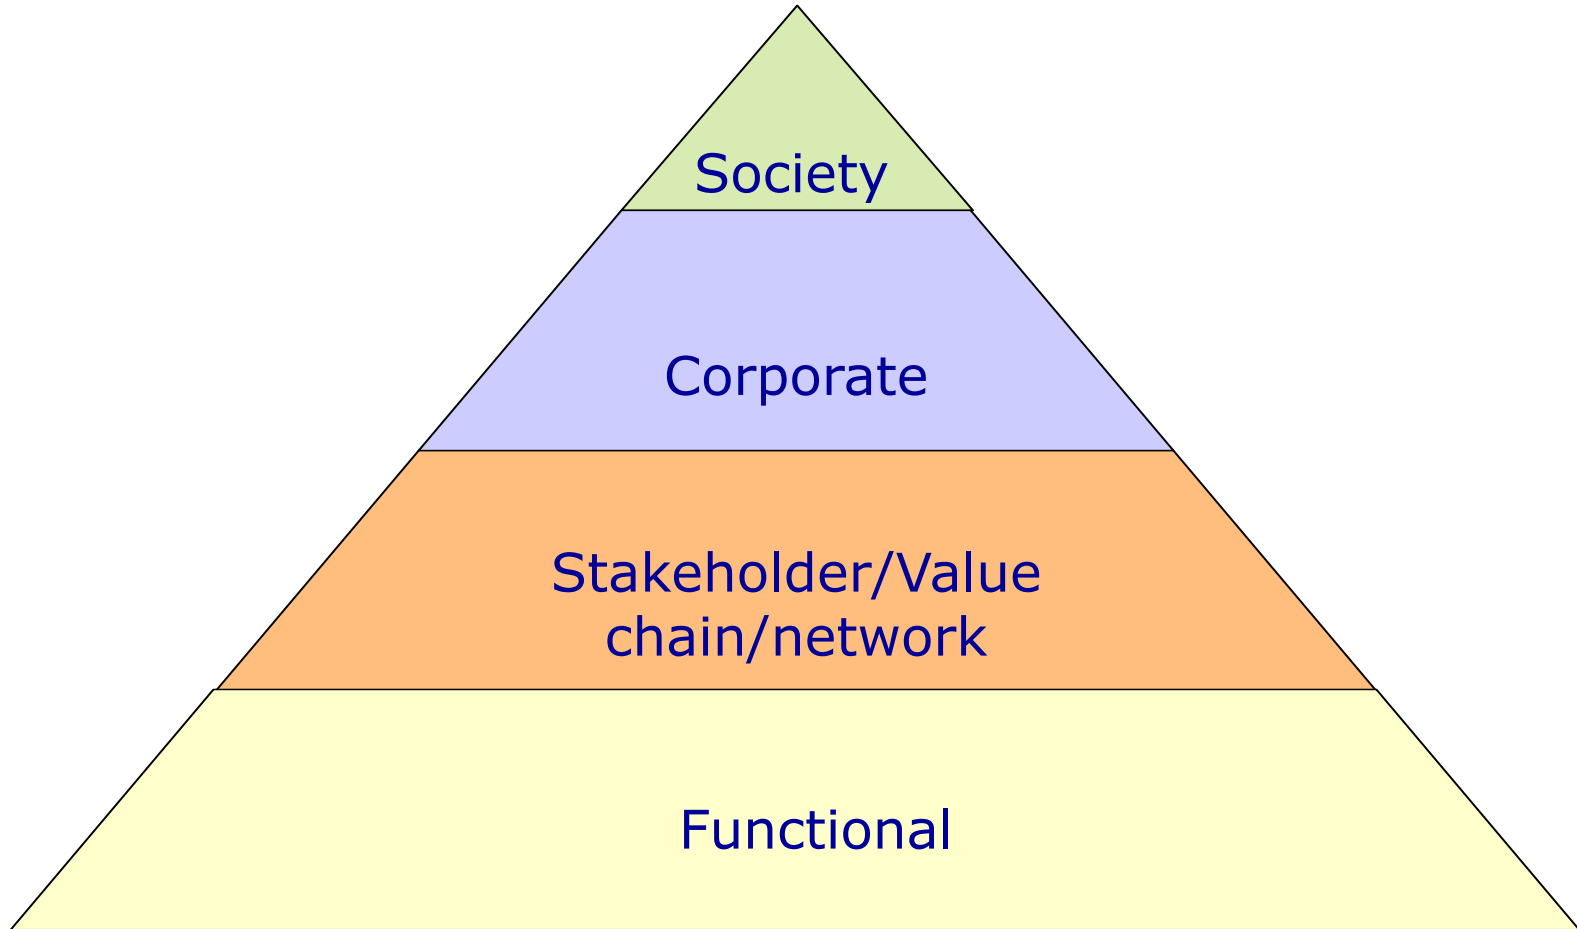 Society
Corporate
Stakeholder/Value
chain/network
Functional